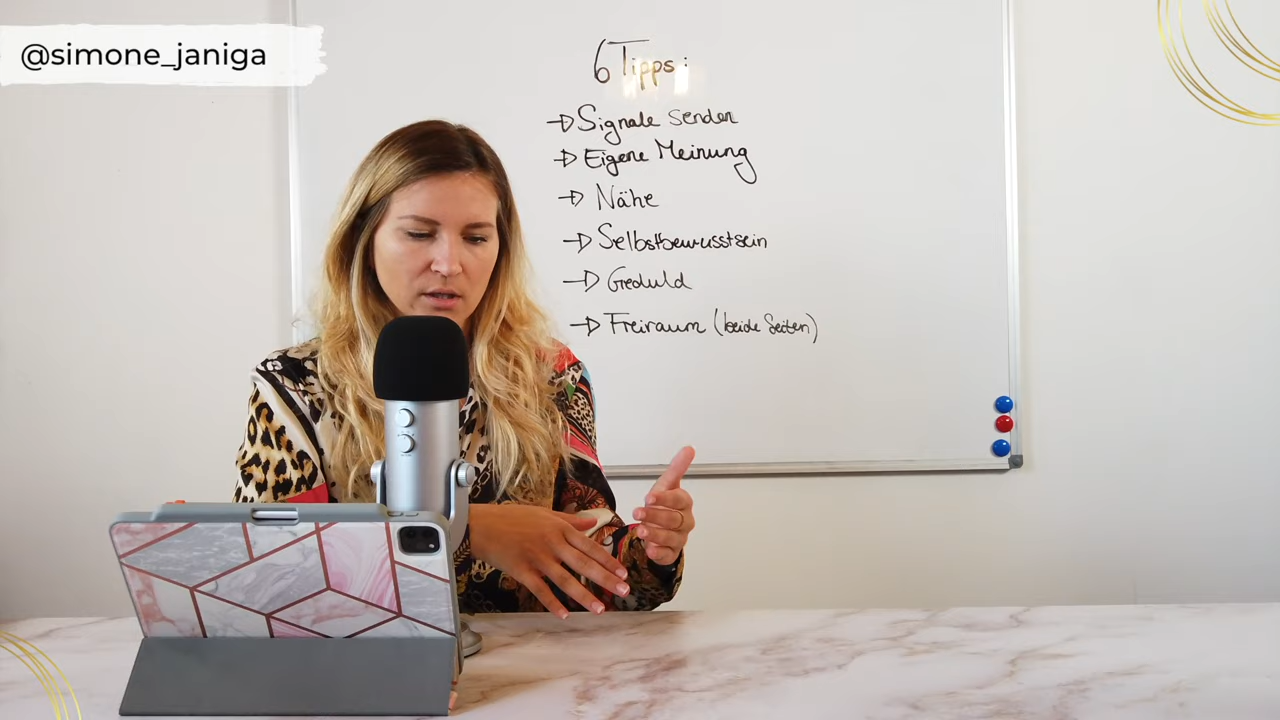 @simone_janiga
6 Tipps:
→ Signale senden
→ Eigene Meinung
→ Nähe
→ Selbstbewusstsein
→ Geduld
→ Freiraum (beide Seiten)